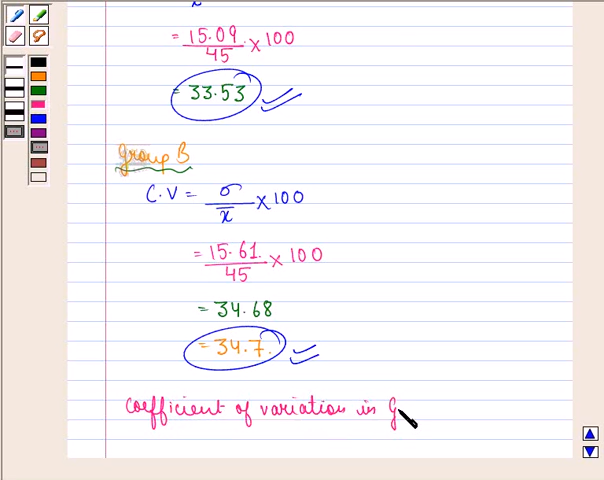 = 15.09/45 × 100
= 33.53
group B
C.V = σ/x̄ × 100
= 15.61/45 × 100
= 34.68
= 34.7
coefficient of variation in G